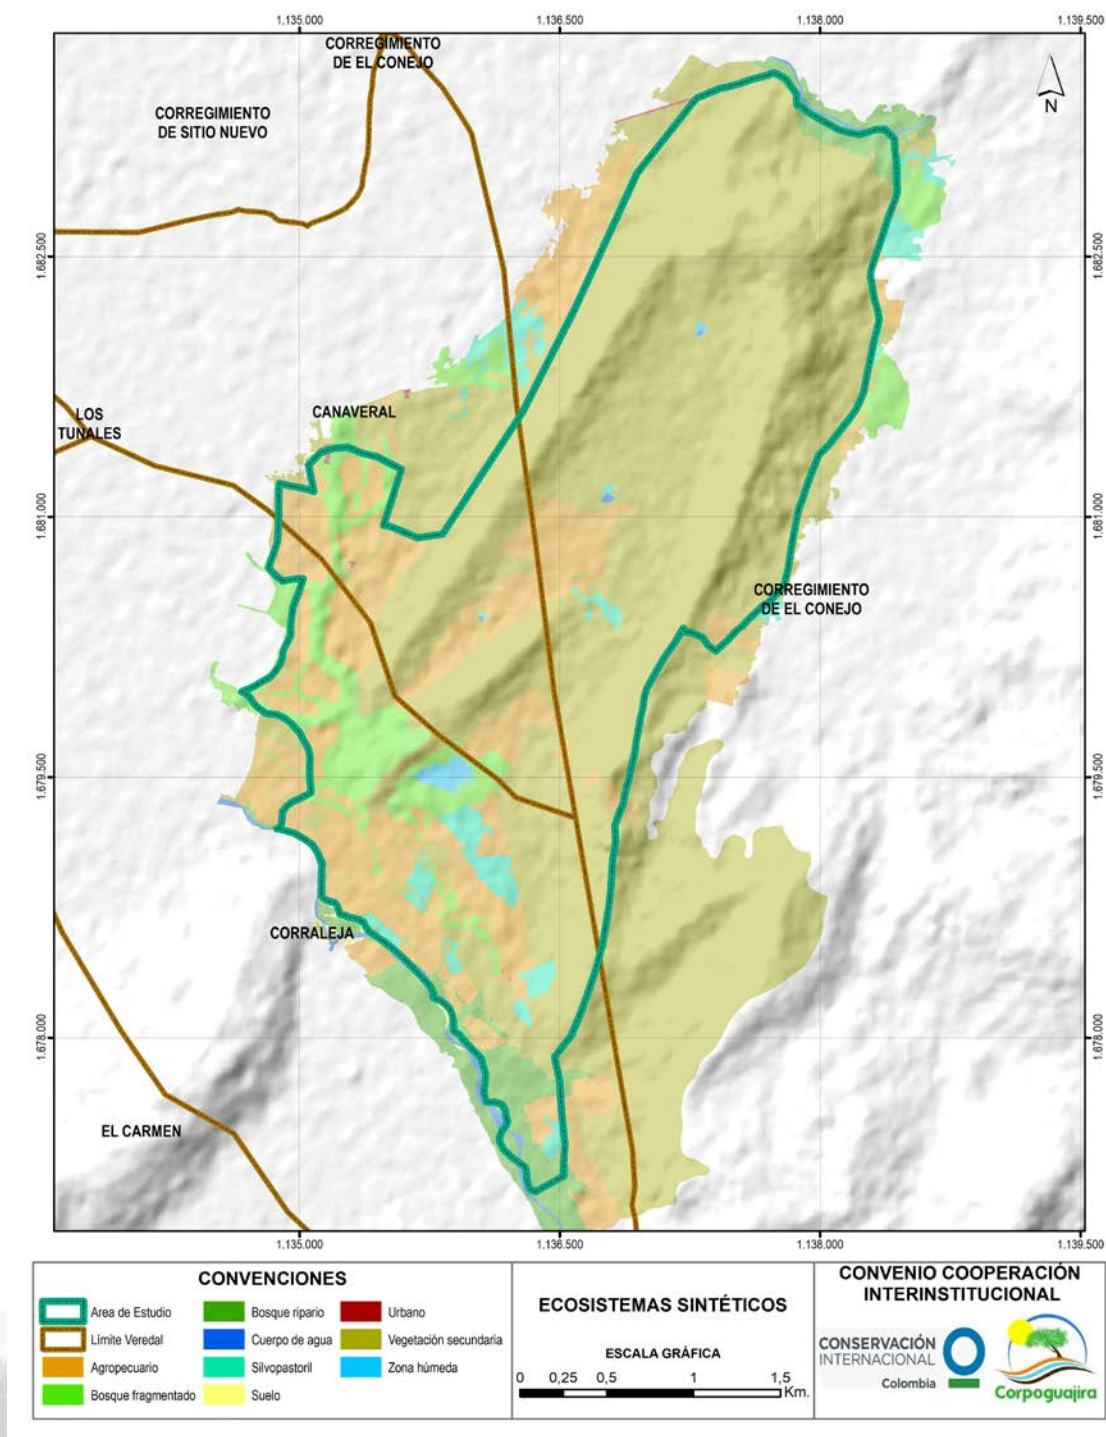 1.135.000 1.136.500 1.138.000 1.139.500
CORREGIMIENTO
DE EL CONEJO
CORREGIMIENTO
DE SITIO NUEVO
N
1.682.500 1.682.500
CANAVERAL
LOS
TUNALES
1.681.000 1.681.000
CORREGIMIENTO
DE EL CONEJO
1.679.500 1.679.500
CORRALEJA
1.678.000 1.678.000
EL CARMEN
1.135.000 1.136.500 1.138.000 1.139.500
CONVENCIONES
Area de Estudio
Límite Veredal
Agropecuario
Bosque fragmentado
Bosque ripario
Cuerpo de agua
Silvopastoril
Suelo
Urbano
Vegetación secundaria
Zona húmeda
ECOSISTEMAS SINTÉTICOS
ESCALA GRÁFICA
0 0,25 0,5 1 1,5
Km.
CONVENIO COOPERACIÓN
INTERINSTITUCIONAL
CONSERVACIÓN
INTERNACIONAL
Colombia
Corpoguajira